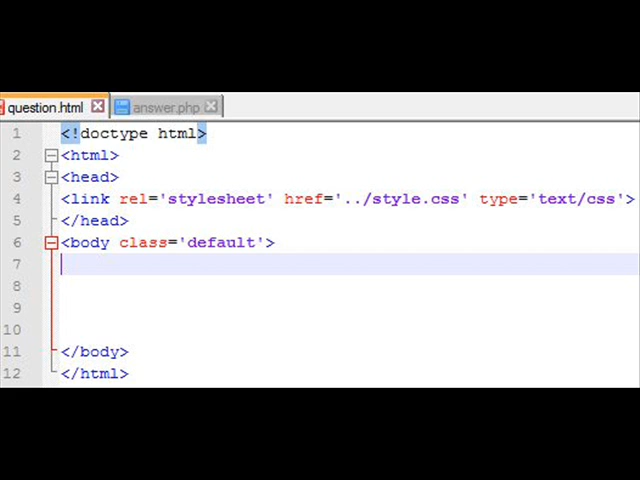 question.html answer.php
1 <!doctype html>
2 <html>
3 <head>
4 <link rel='stylesheet' href='../style.css' type='text/css'>
5 </head>
6 <body class='default'>
7
8
9
10
11 </body>
12 </html>